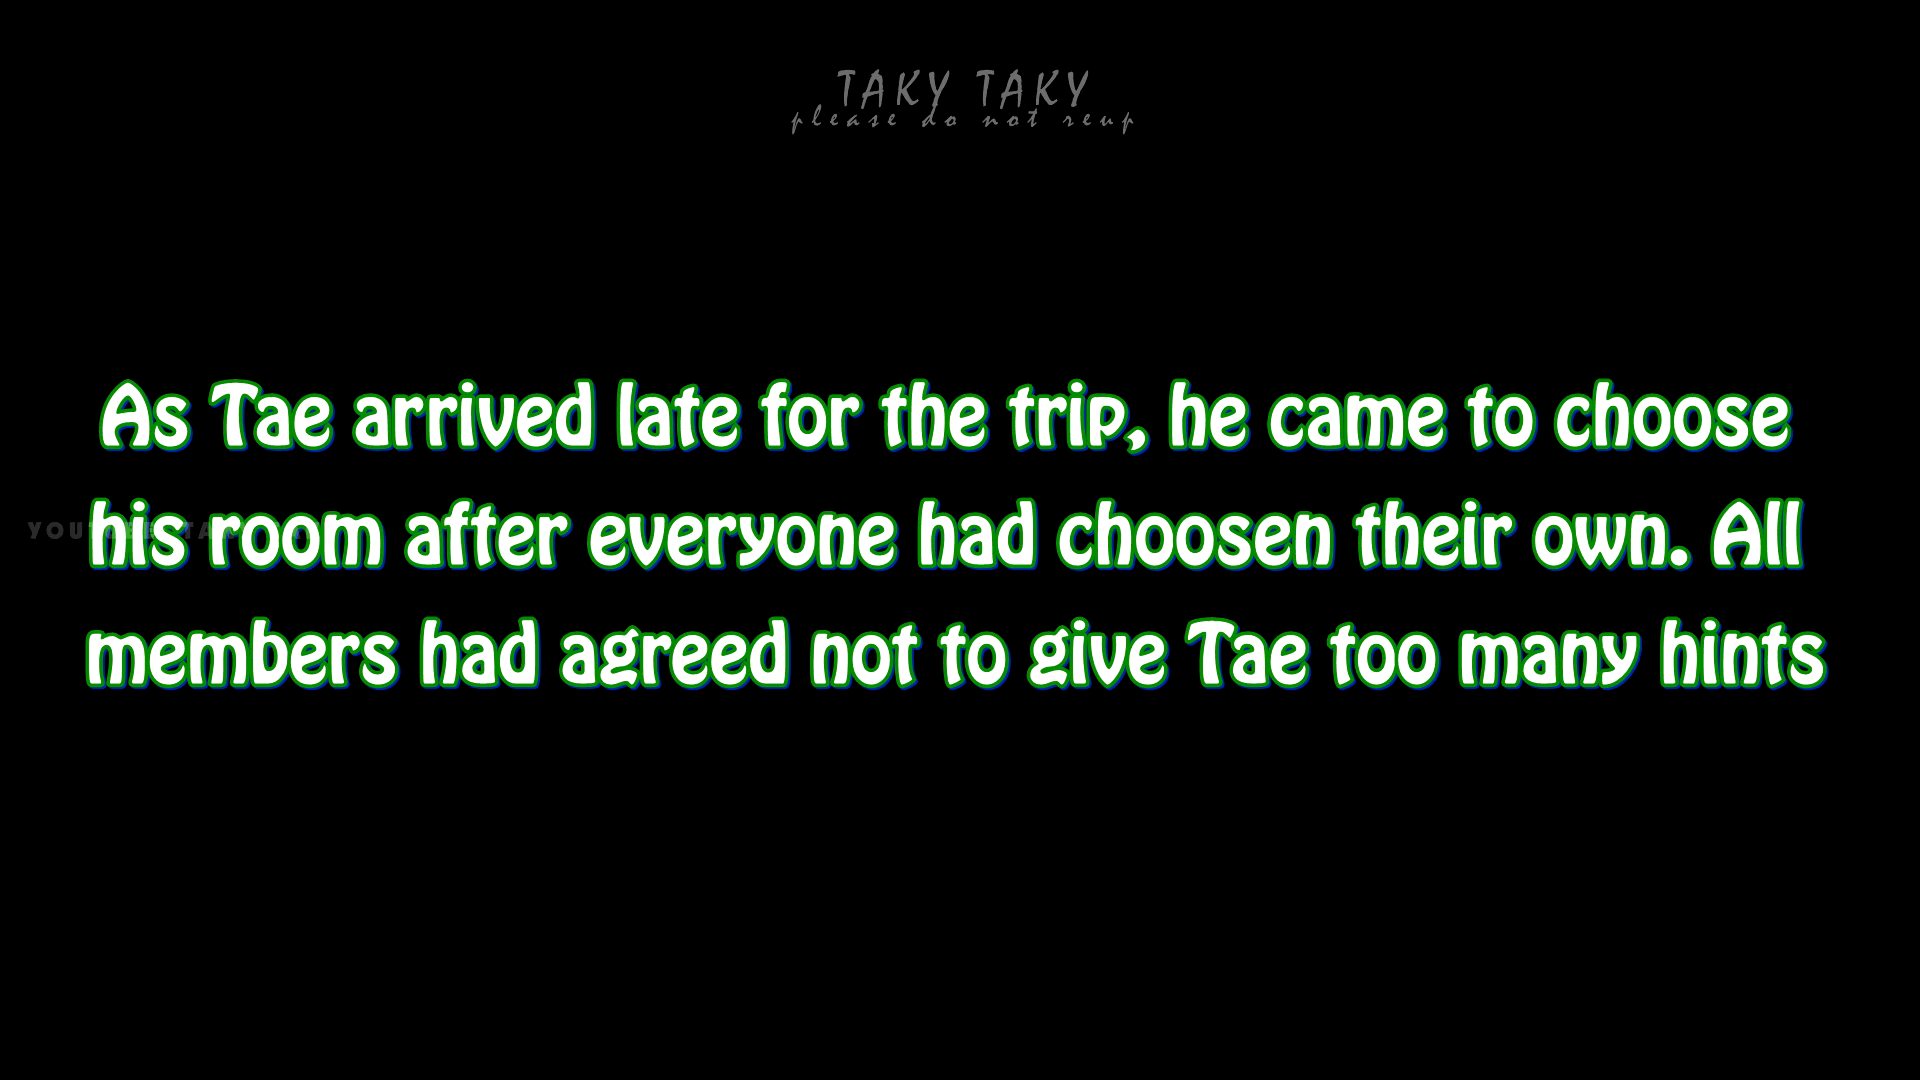 TAKY TAKY
please do not reup
As Tae arrived late for the trip, he came to choose
his room after everyone had choosen their own. All
members had agreed not to give Tae too many hints